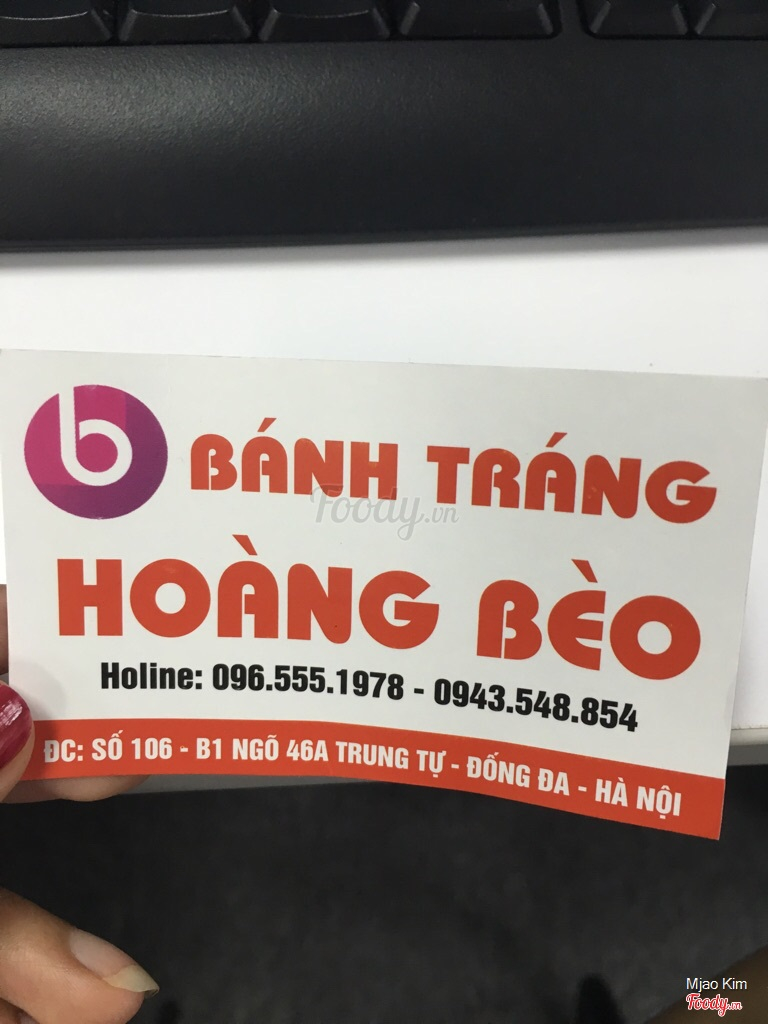 b BÁNH TRÁNG
Foody.vn
HOÀNG BÈO
Holine: 096.555.1978 - 0943.548.854
ĐC: SỐ 106 - B1 NGÕ 46A TRUNG TỰ - ĐỐNG ĐA - HÀ NỘI
Mjao Kim
Foody.vn